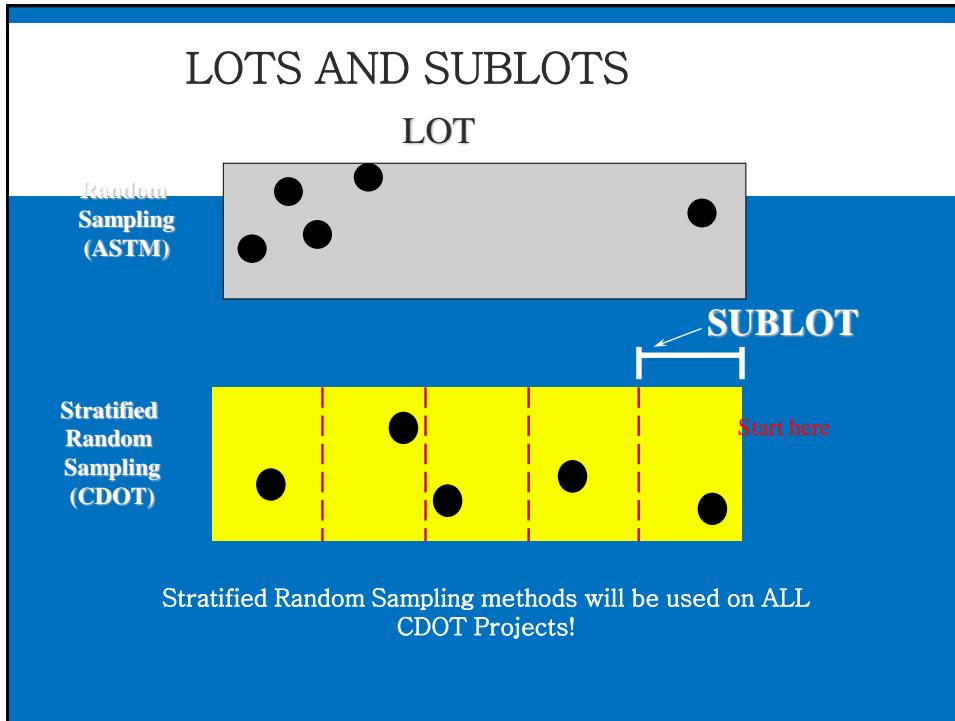 LOTS AND SUBLOTS
LOT
Random
Sampling
(ASTM)
SUBLOT
Stratified
Random
Sampling
(CDOT)
Start here
Stratified Random Sampling methods will be used on ALL
CDOT Projects!